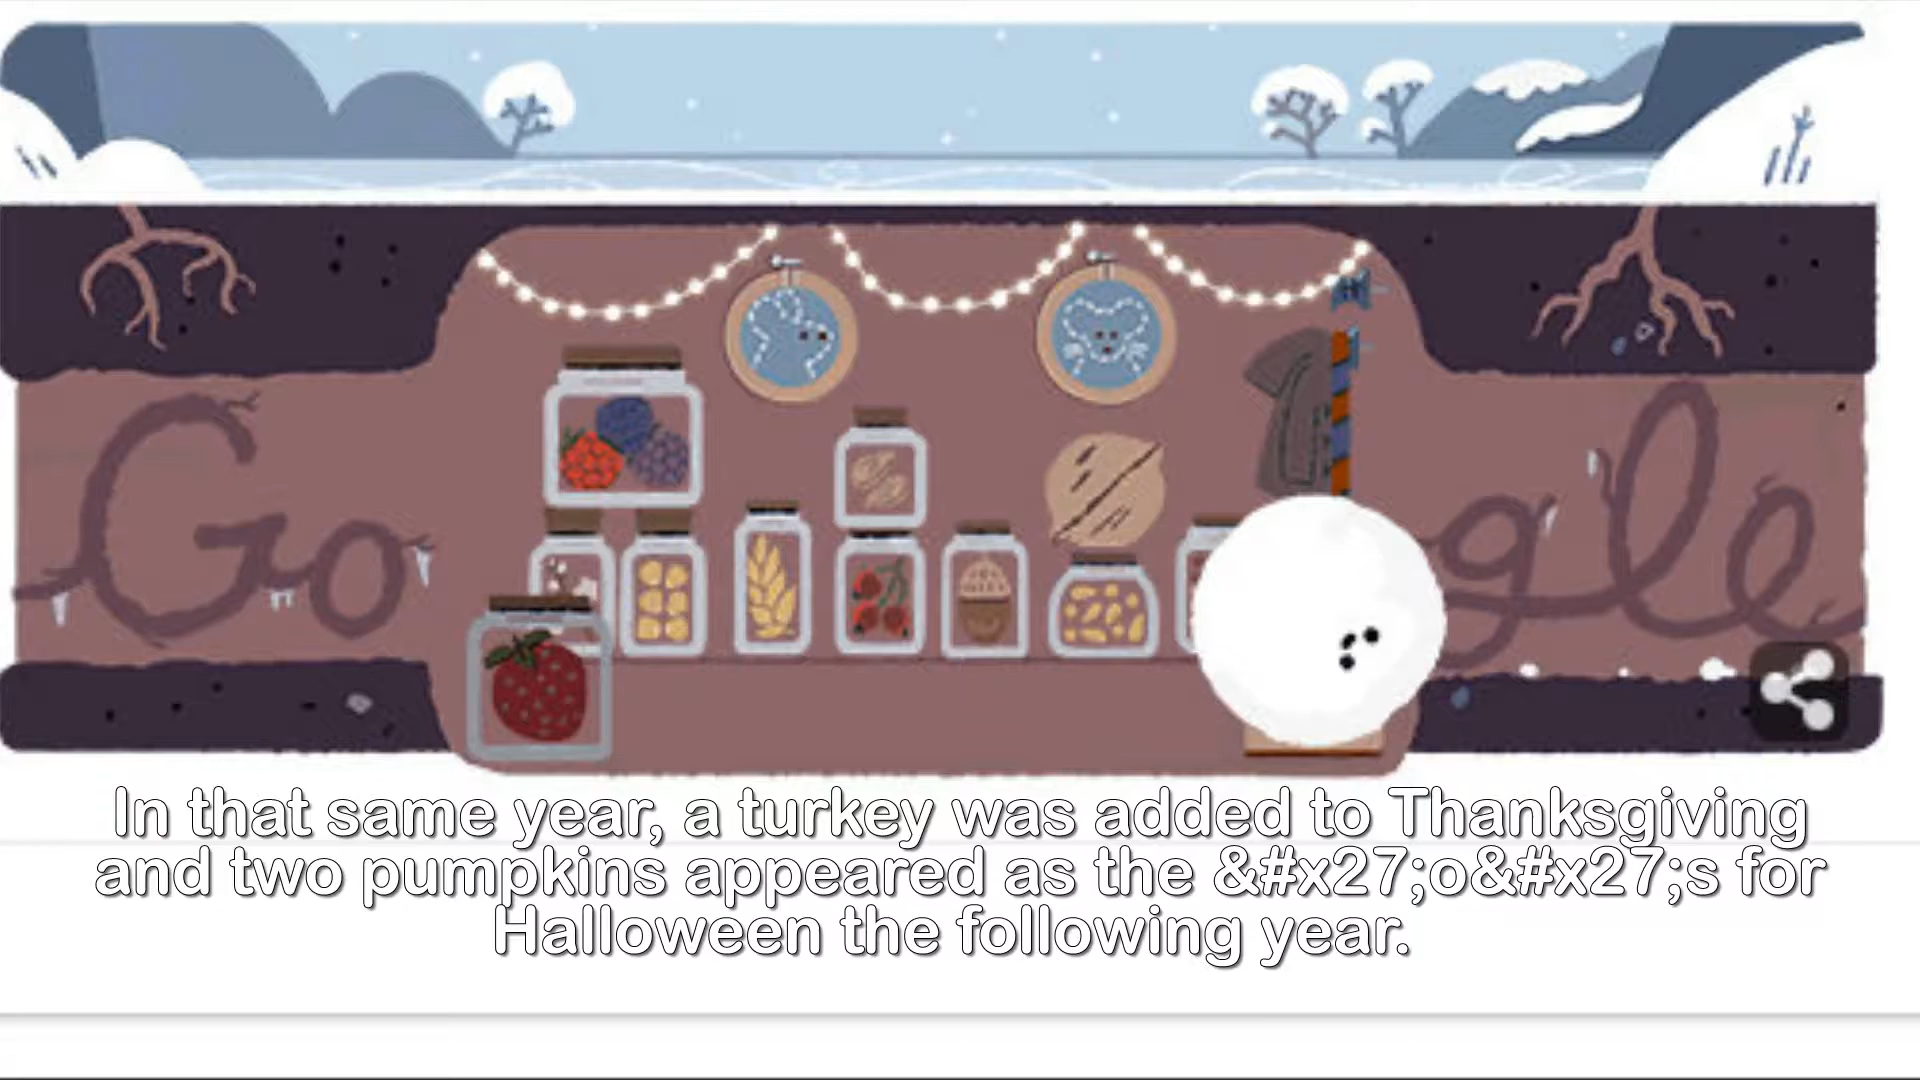 Go gle
In that same year, a turkey was added to Thanksgiving
and two pumpkins appeared as the &#x27;o&#x27;s for
Halloween the following year.